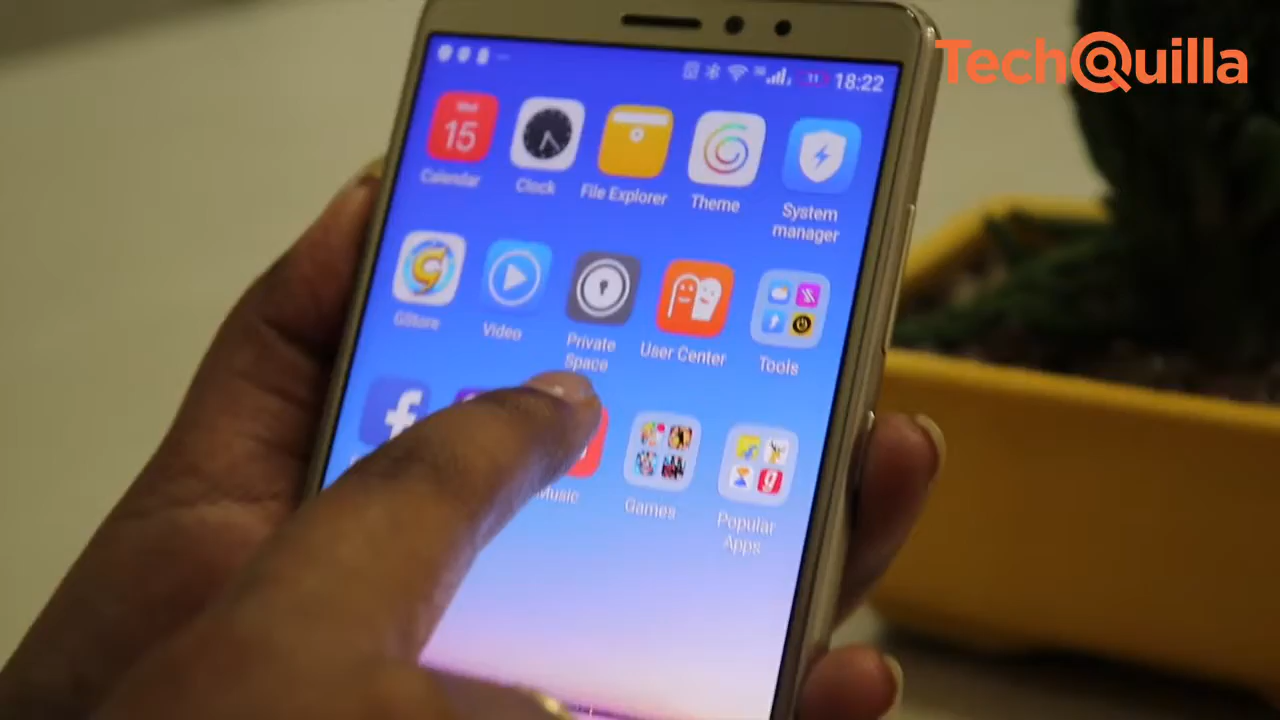 TechQuilla
18:22
Wed
15
Calendar
Clock
File Explorer
Theme
System
manager
GStore
Video
Private
Space
User Center
Tools
f
Music
Games
Popular
Apps